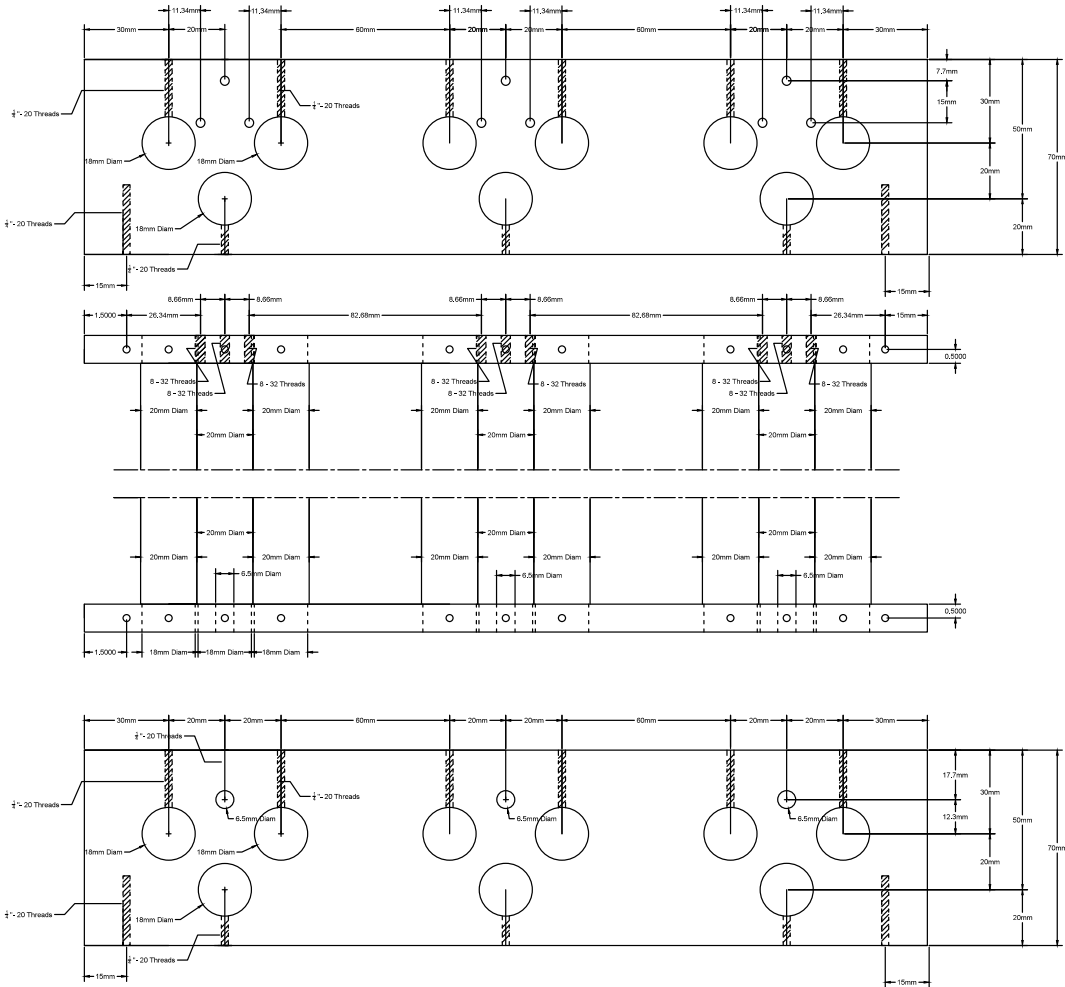 11.34mm 11.34mm 11.34mm 11.34mm 11.34mm 11.34mm
30mm 20mm 60mm 20mm 20mm 60mm 20mm 20mm 30mm
7.7mm
¼"- 20 Threads ¼"- 20 Threads 15mm 30mm 50mm 70mm
18mm Diam 18mm Diam
20mm
¼"- 20 Threads 18mm Diam
20mm
¼"- 20 Threads
15mm 15mm
8.66mm 8.66mm 8.66mm 8.66mm 8.66mm 8.66mm
1.5000 26.34mm 82.68mm 82.68mm 26.34mm 15mm
0.5000
8 - 32 Threads 8 - 32 Threads 8 - 32 Threads 8 - 32 Threads 8 - 32 Threads 8 - 32 Threads
8 - 32 Threads 8 - 32 Threads 8 - 32 Threads
20mm Diam 20mm Diam 20mm Diam 20mm Diam 20mm Diam 20mm Diam
20mm Diam 20mm Diam 20mm Diam
20mm Diam 20mm Diam 20mm Diam
20mm Diam 20mm Diam 20mm Diam 20mm Diam 20mm Diam 20mm Diam
6.5mm Diam 6.5mm Diam 6.5mm Diam
0.5000
1.5000 18mm Diam 18mm Diam 18mm Diam
30mm 20mm 20mm 60mm 20mm 20mm 60mm 20mm 20mm 30mm
¼"- 20 Threads
17.7mm
¼"- 20 Threads ¼"- 20 Threads 30mm
6.5mm Diam 6.5mm Diam 6.5mm Diam 12.3mm 50mm
18mm Diam 18mm Diam 70mm
20mm
¼"- 20 Threads 18mm Diam
20mm
¼"- 20 Threads
15mm 15mm